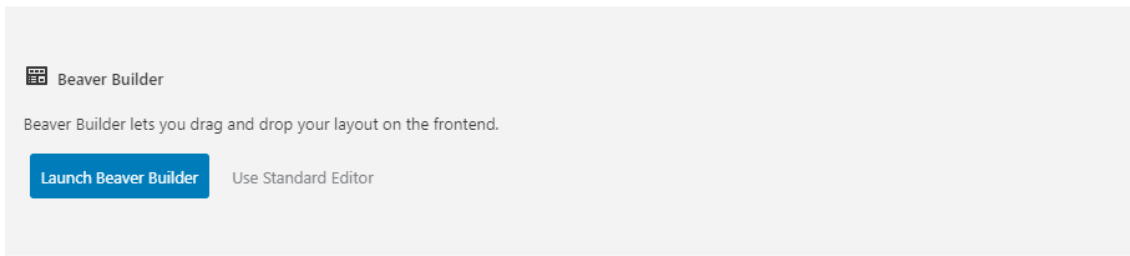 Beaver Builder
Beaver Builder lets you drag and drop your layout on the frontend.
Launch Beaver Builder Use Standard Editor